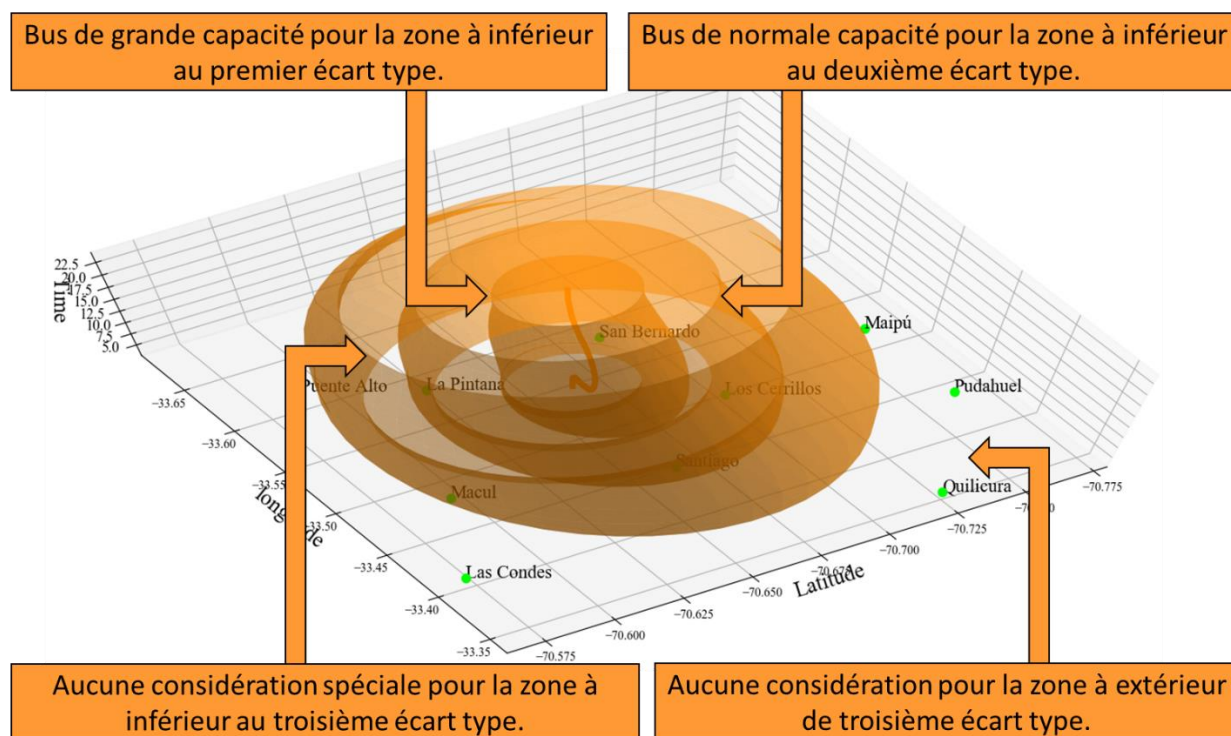 Bus de grande capacité pour la zone à inférieur
au premier écart type.
Bus de normale capacité pour la zone à inférieur
au deuxième écart type.
22.5
20.0
17.5
15.0
12.5
10.0
7.5
5.0
Time
San Bernardo
Maipú
Puente Alto
La Pintana
Los Cerrillos
Pudahuel
Santiago
Macul
Quilicura
Las Condes
−33.65
−33.60
−33.55
−33.50
−33.45
−33.40
−33.35
−70.575
−70.600
−70.625
−70.650
−70.675
−70.700
−70.725
−70.775
Latitude
Aucune considération spéciale pour la zone à
inférieur au troisième écart type.
Aucune considération pour la zone à extérieur
de troisième écart type.